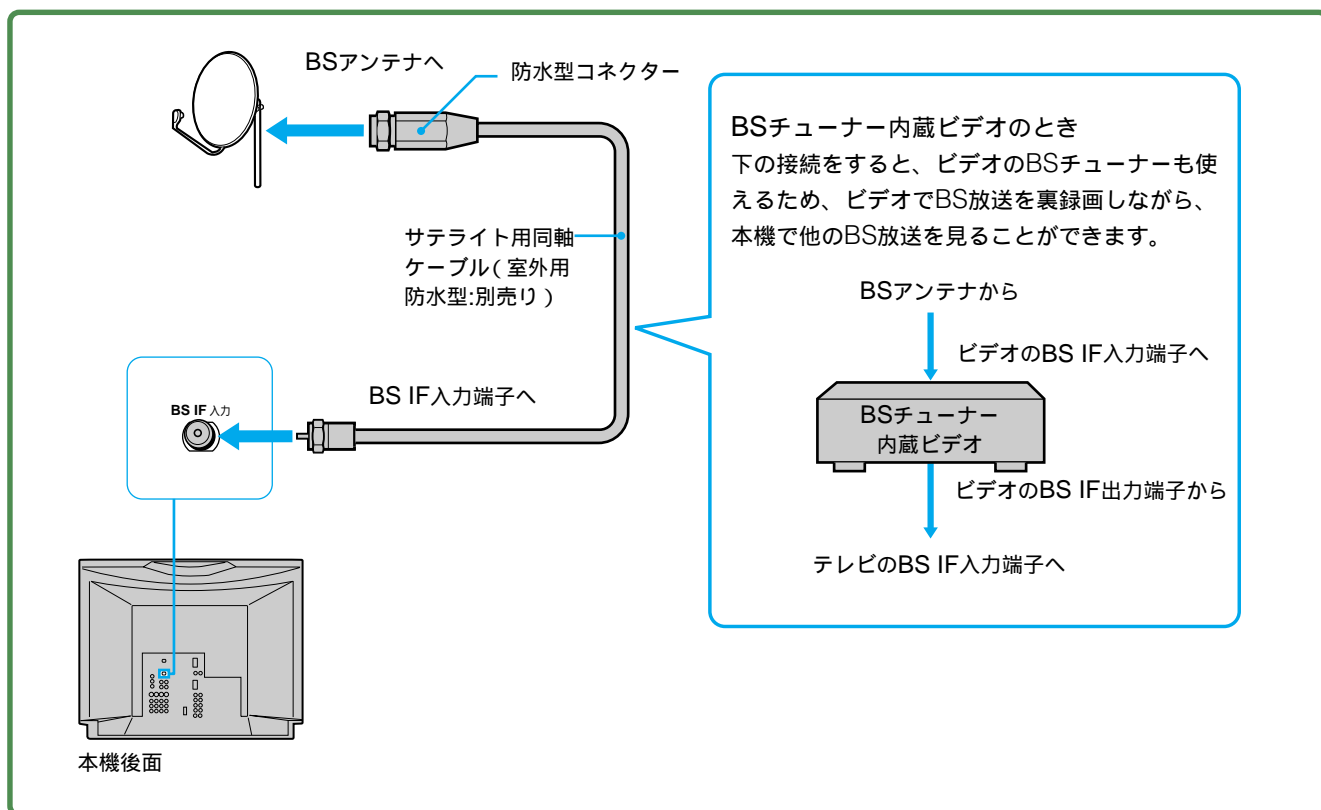 BSアンテナへ
防水型コネクター
サテライト用同軸
ケーブル(室外用
防水型:別売り)
BS IF入力端子へ
BS IF 入力
本機後面
BSチューナー内蔵ビデオのとき
下の接続をすると、ビデオのBSチューナーも使
えるため、ビデオでBS放送を裏録画しながら、
本機で他のBS放送を見ることができます。
BSアンテナから
ビデオのBS IF入力端子へ
BSチューナー
内蔵ビデオ
ビデオのBS IF出力端子から
テレビのBS IF入力端子へ